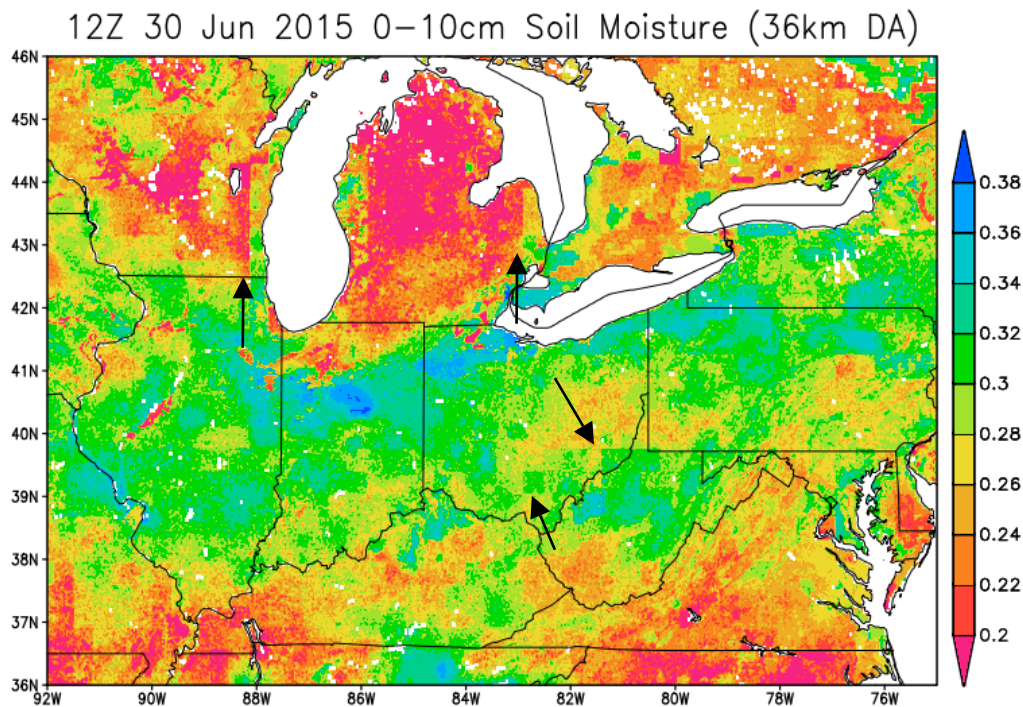 12Z 30 Jun 2015 0-10cm Soil Moisture (36km DA)
46N
45N
44N
43N
42N
41N
40N
39N
38N
37N
36N
92W 90W 88W 86W 84W 82W 80W 78W 76W
0.38
0.36
0.34
0.32
0.3
0.28
0.26
0.24
0.22
0.2